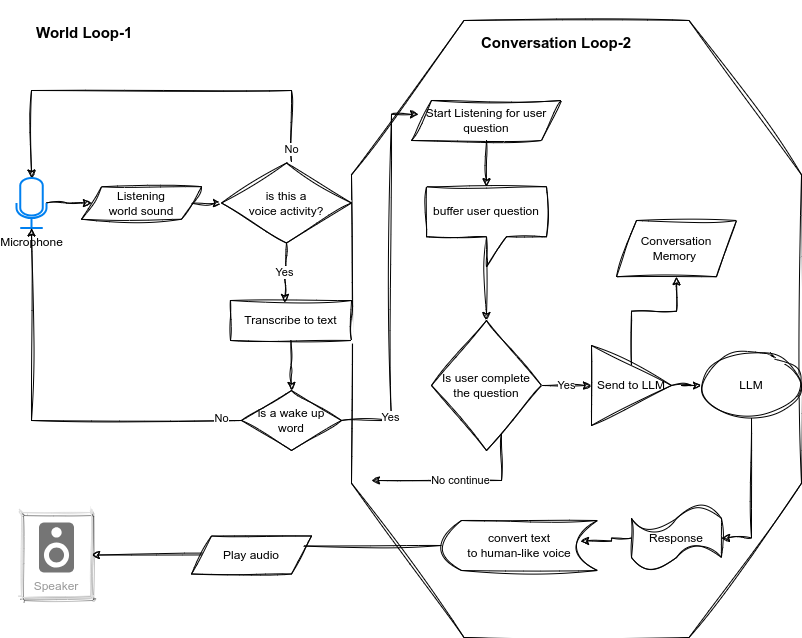 World Loop-1
Conversation Loop-2
Start Listening for user
question
No
Listening
world sound
is this a
voice activity?
buffer user question
Microphone
Conversation
Memory
Yes
Transcribe to text
Is user complete
the question
Yes
Send to LLM
LLM
is a wake up
word
No
Yes
No continue
convert text
to human-like voice
Response
Play audio
Speaker